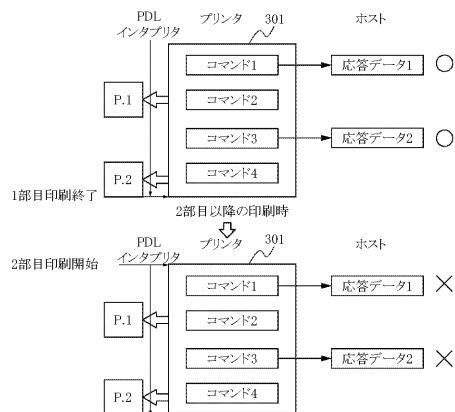 PDL
インタプリタ
プリンタ
301
ホスト
コマンド1
応答データ1
○
P.1
コマンド2
コマンド3
応答データ2
○
P.2
コマンド4
1部目印刷終了
2部目以降の印刷時
2部目印刷開始
PDL
インタプリタ
プリンタ
301
ホスト
コマンド1
応答データ1
×
P.1
コマンド2
コマンド3
応答データ2
×
P.2
コマンド4